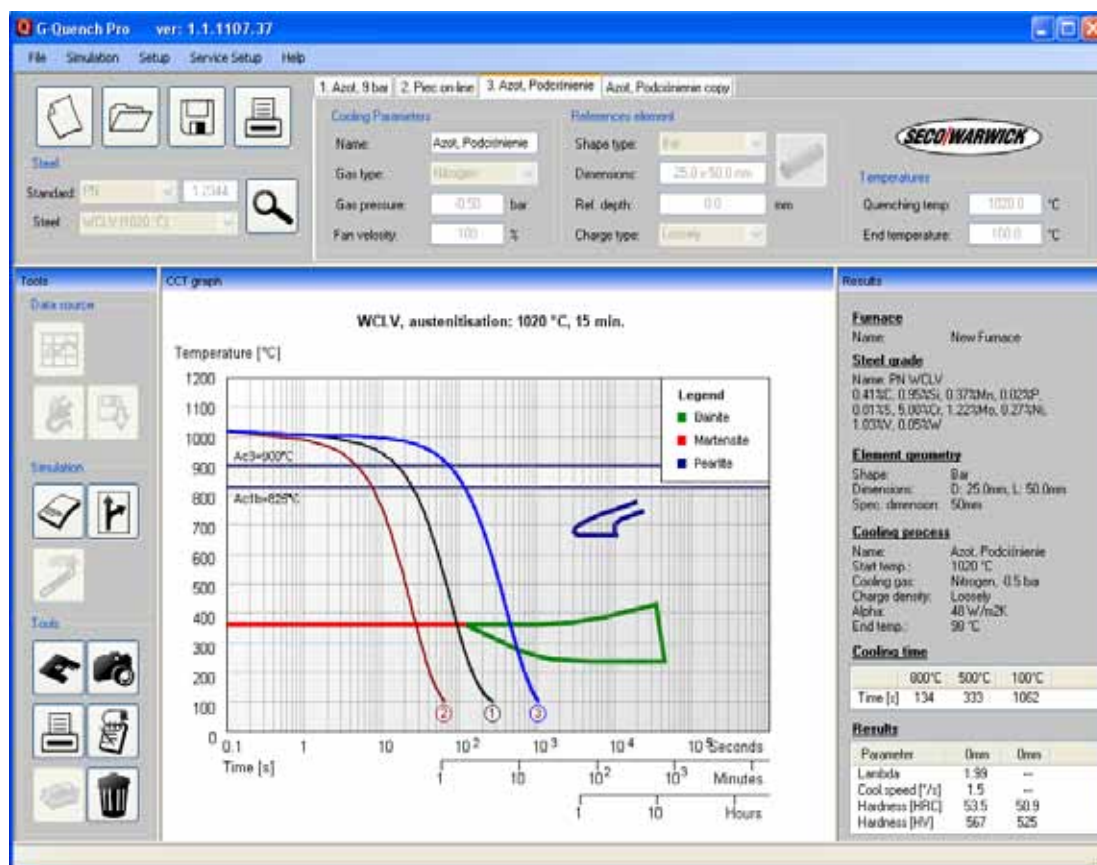 G-Quench Pro ver: 1.1.1107.37
File Simulation Setup Service Setup Help
1. Azot, 9 bar 2. Piec on-line 3. Azot, Podciśnienie Azot, Podciśnienie copy
Cooling Parameters References element
Name: Azot, Podciśnienie Shape type: Bar
SECO/WARWICK
Steel
Gas type: Nitrogen Dimensions: 25.0 x 50.0 mm
Temperatures
Standard: PN 1.2344
Gas pressure: -0.50 bar Ref. depth: 0.0 mm
Quenching temp. 1020.0 °C
Steel: WCLV (1020 °C)
Fan velocity: 100 % Charge type: Loosely
End temperature: 100.0 °C
Tools
Data source
Simulation
Tools
CCT graph
WCLV, austenitisation: 1020 °C, 15 min.
Temperature [°C]
1200
1100
1000
900
800
700
600
500
400
300
200
100
0
Ac3=900°C
Ac1b=825°C
Legend
Bainite
Martensite
Pearlite
2 1 3
0.1 1 10 10² 10³ 10⁴ 10⁵ Seconds
Time [s]
1 10 10² 10³ Minutes
1 10 Hours
Results
Furnace
Name: New Furnace
Steel grade
Name: PN WCLV
0.41%C, 0.95%Si, 0.37%Mn, 0.02%P,
0.01%S, 5.00%Cr, 1.22%Mo, 0.27%Ni,
1.03%V, 0.05%W
Element geometry
Shape: Bar
Dimensions: D: 25.0mm, L: 50.0mm
Spec. dimension: 50mm
Cooling process
Name: Azot, Podciśnienie
Start temp.: 1020 °C
Cooling gas: Nitrogen, -0.5 bar
Charge density: Loosely
Alpha: 48 W/m2K
End temp.: 98 °C
Cooling time
800°C 500°C 100°C
Time [s] 134 333 1062
Results
Parameter 0mm 0mm
Lambda 1.99 --
Cool.speed [°/s] 1.5 --
Hardness [HRC] 53.5 50.9
Hardness [HV] 567 525